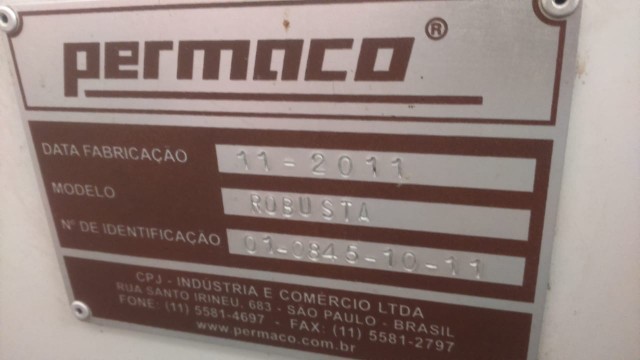 permaco®
DATA FABRICAÇÃO 11-2011
MODELO ROBUSTA
Nº DE IDENTIFICAÇÃO 01-0845-10-11
CPJ - INDÚSTRIA E COMÉRCIO LTDA
RUA SANTO IRINEU, 683 - SÃO PAULO - BRASIL
FONE: (11) 5581-4697 - FAX: (11) 5581-2797
www.permaco.com.br